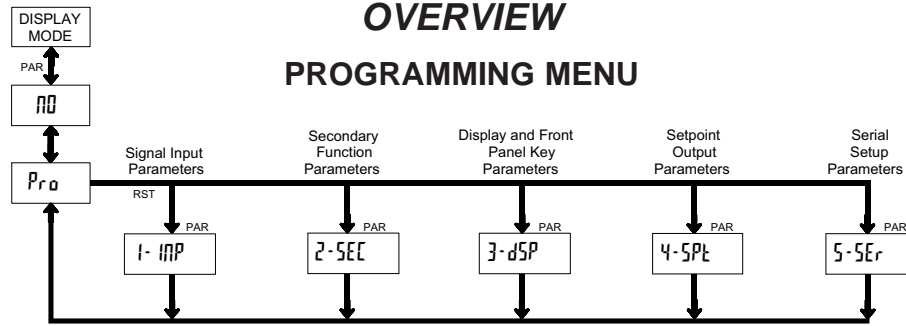 OVERVIEW
PROGRAMMING MENU
DISPLAY
MODE
PAR
NO
Pro
Signal Input
Parameters
Secondary
Function
Parameters
Display and Front
Panel Key
Parameters
Setpoint
Output
Parameters
Serial
Setup
Parameters
RST
PAR
PAR
PAR
PAR
PAR
1-INP
2-SEC
3-dSP
4-SPt
5-SEr